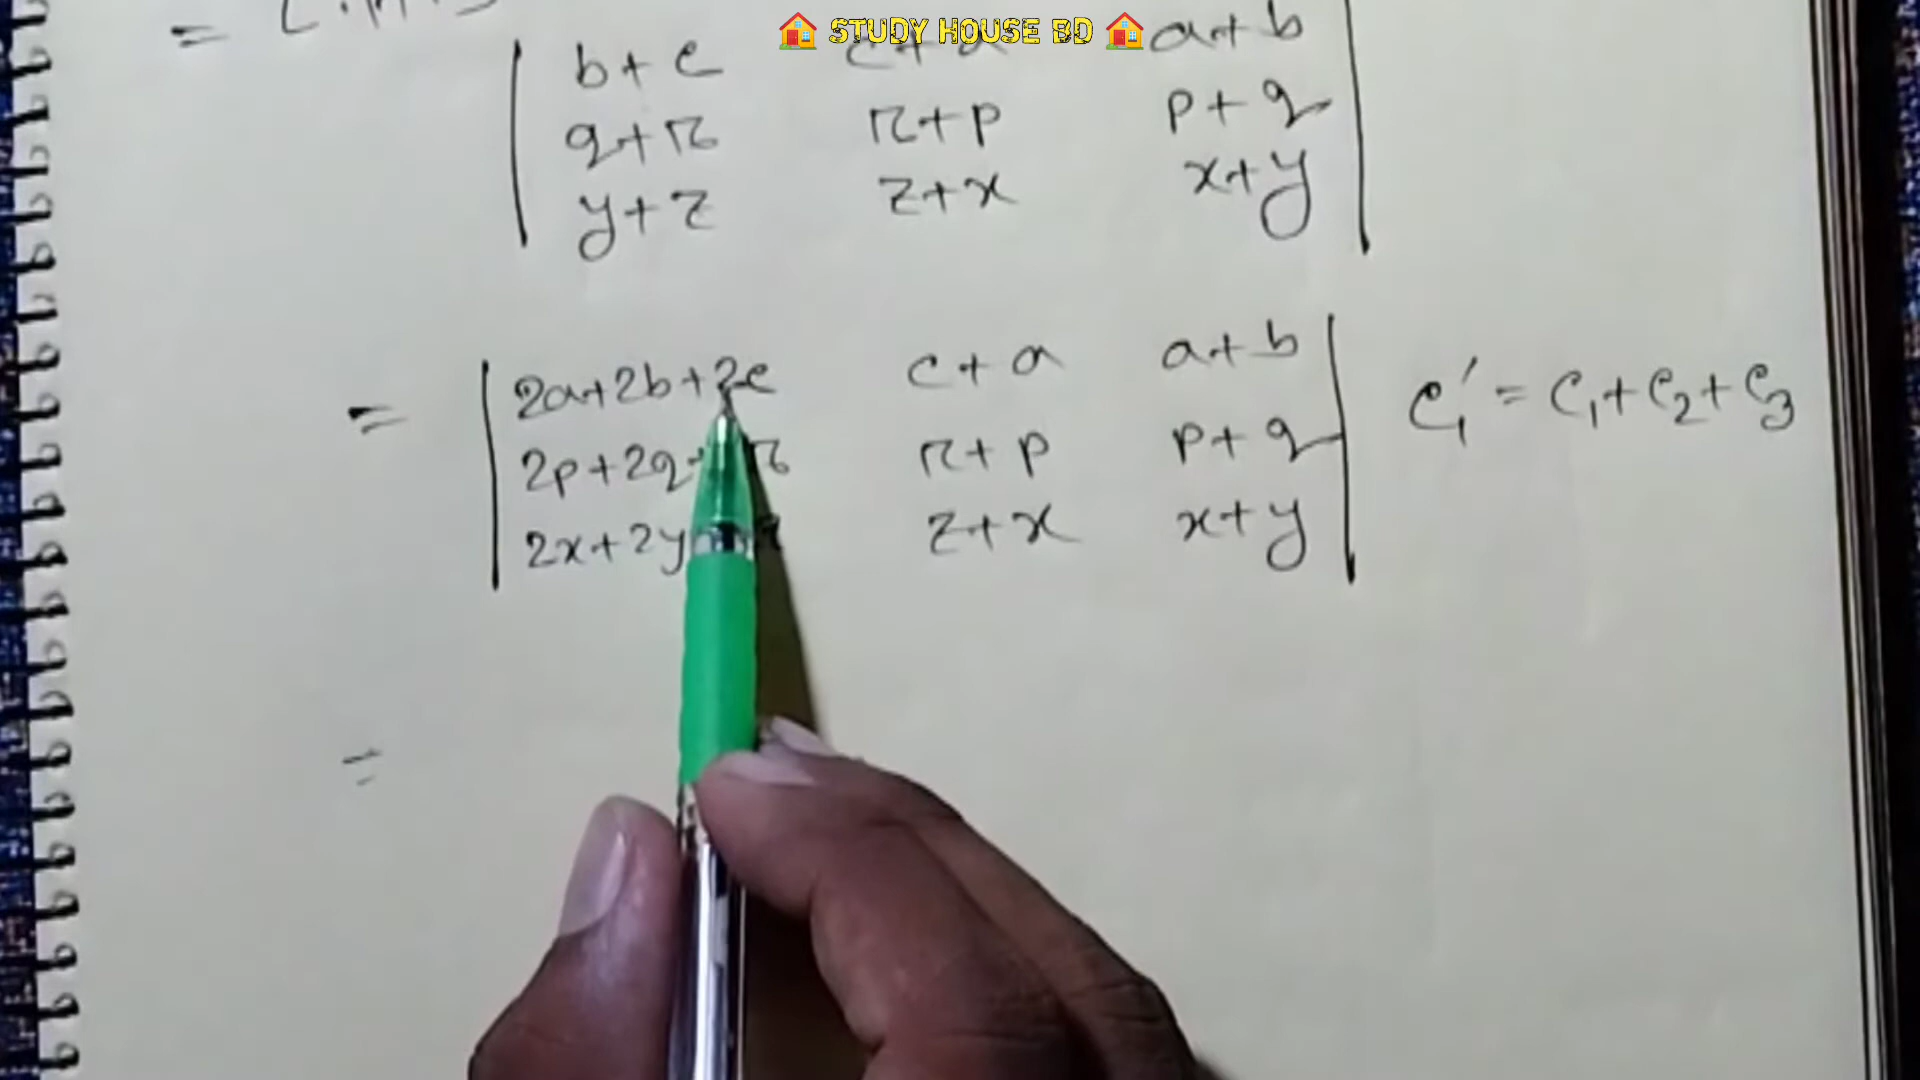 🏠 STUDY HOUSE BD 🏠
=
b+c c+a a+b
q+r r+p p+q
y+z z+x x+y
= 2a+2b+2c c+a a+b C₁′ = C₁+C₂+C₃
2p+2q+ r r+p p+q
2x+2y z+x x+y
=